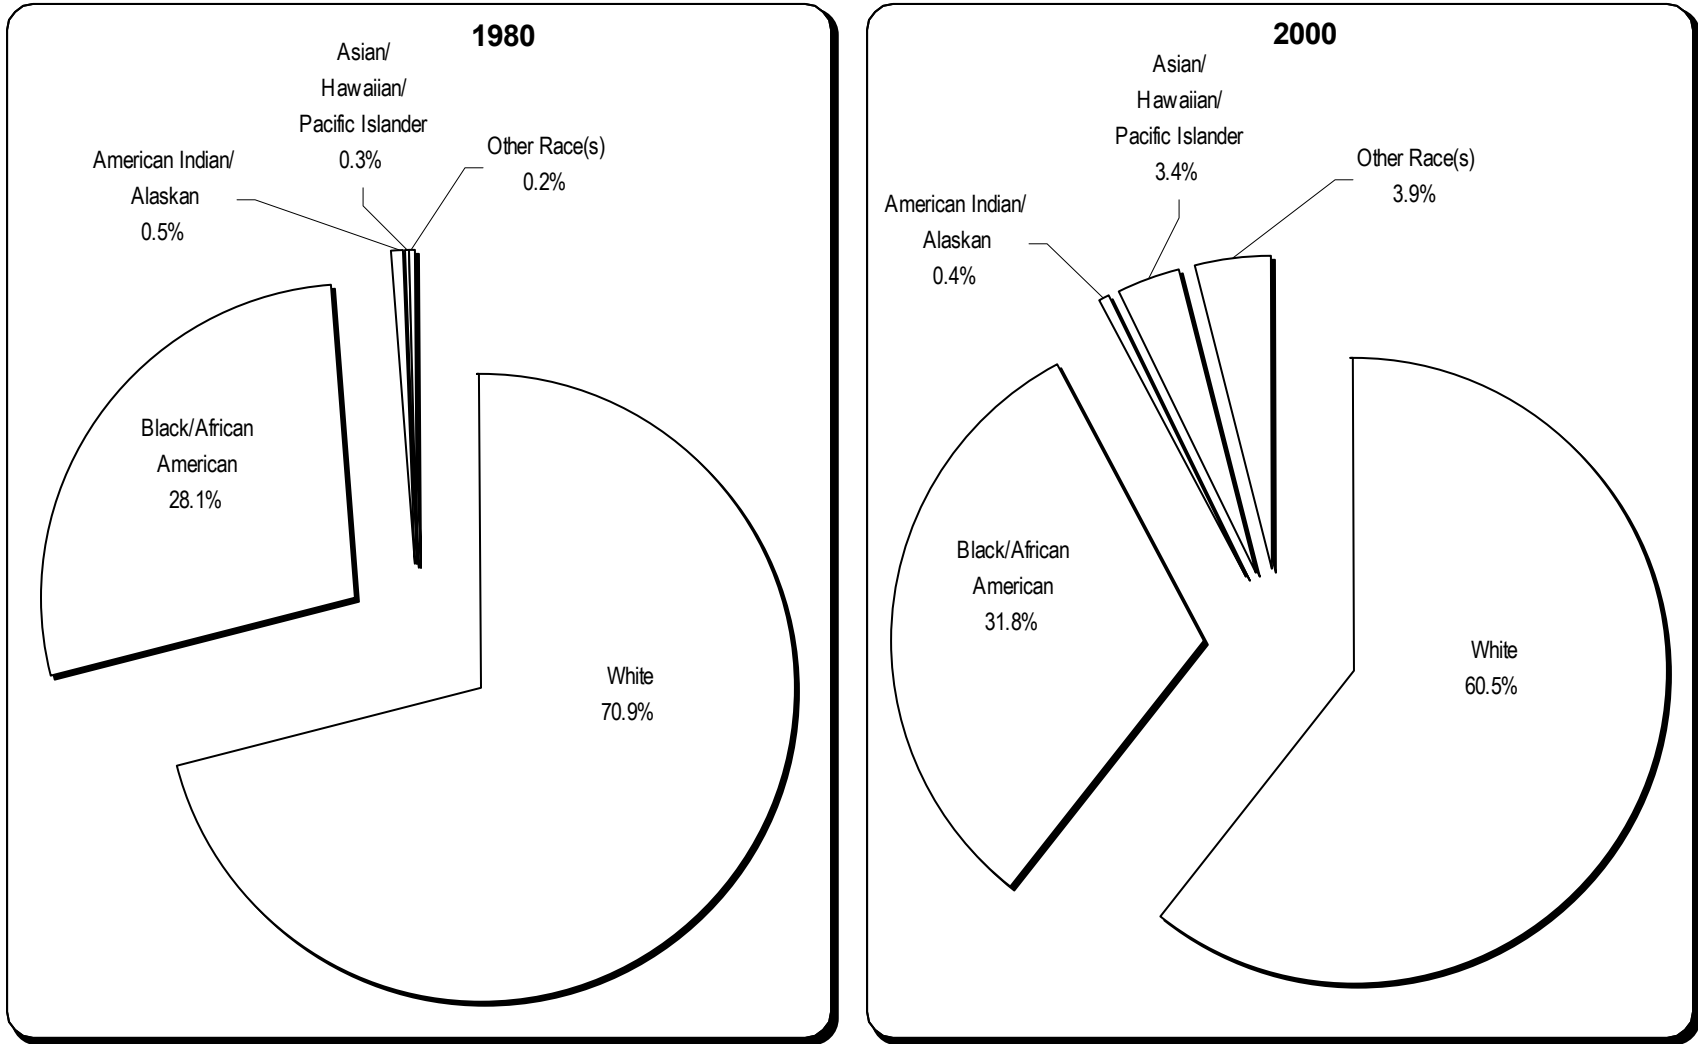 1980
Asian/
Hawaiian/
Pacific Islander
0.3%
Other Race(s)
0.2%
American Indian/
Alaskan
0.5%
Black/African
American
28.1%
White
70.9%
2000
Asian/
Hawaiian/
Pacific Islander
3.4%
Other Race(s)
3.9%
American Indian/
Alaskan
0.4%
Black/African
American
31.8%
White
60.5%